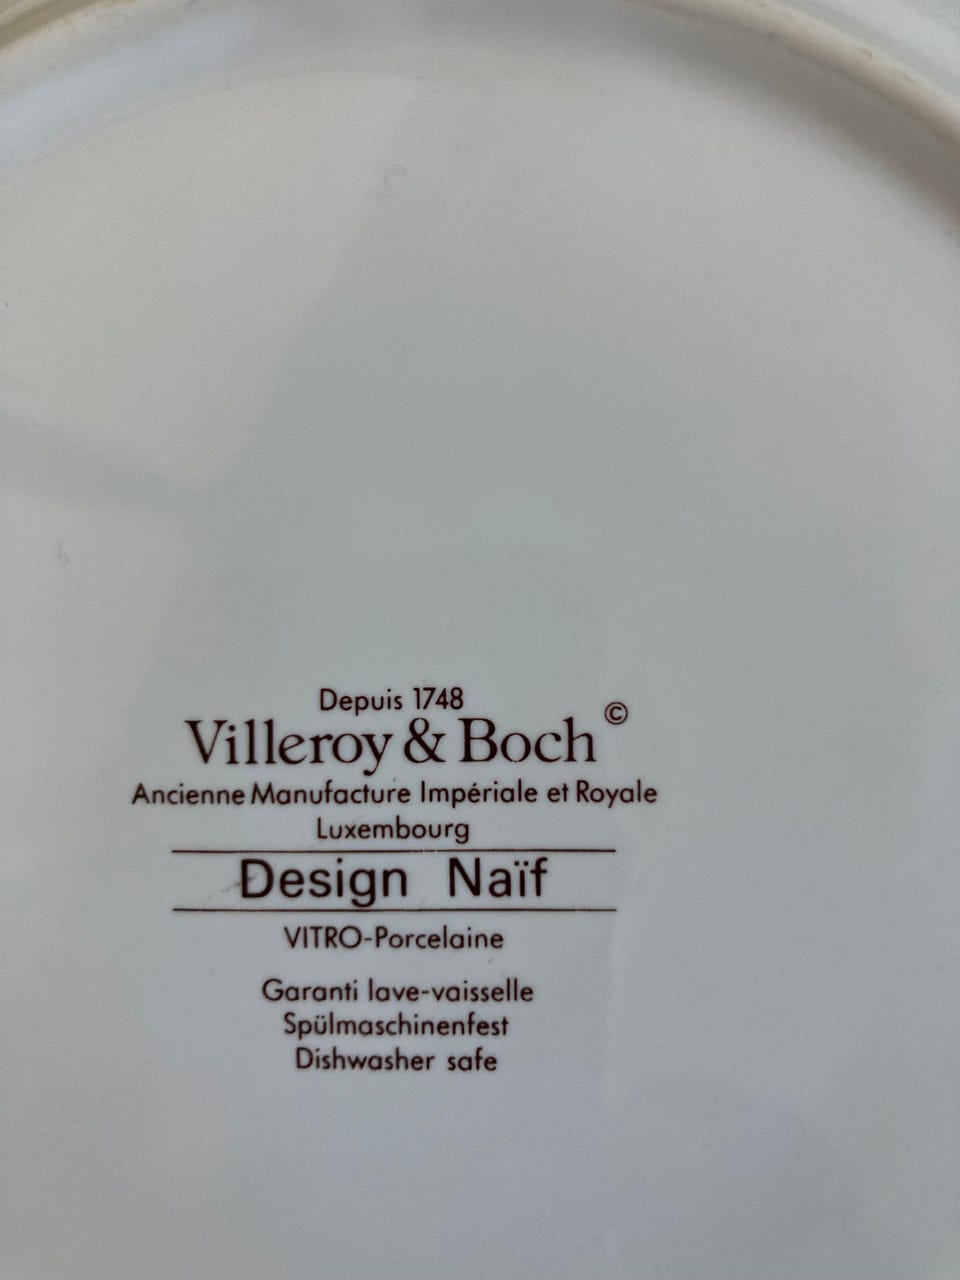 Depuis 1748
Villeroy & Boch ©
Ancienne Manufacture Impériale et Royale
Luxembourg
Design Naïf
VITRO-Porcelaine
Garanti lave-vaisselle
Spülmaschinenfest
Dishwasher safe